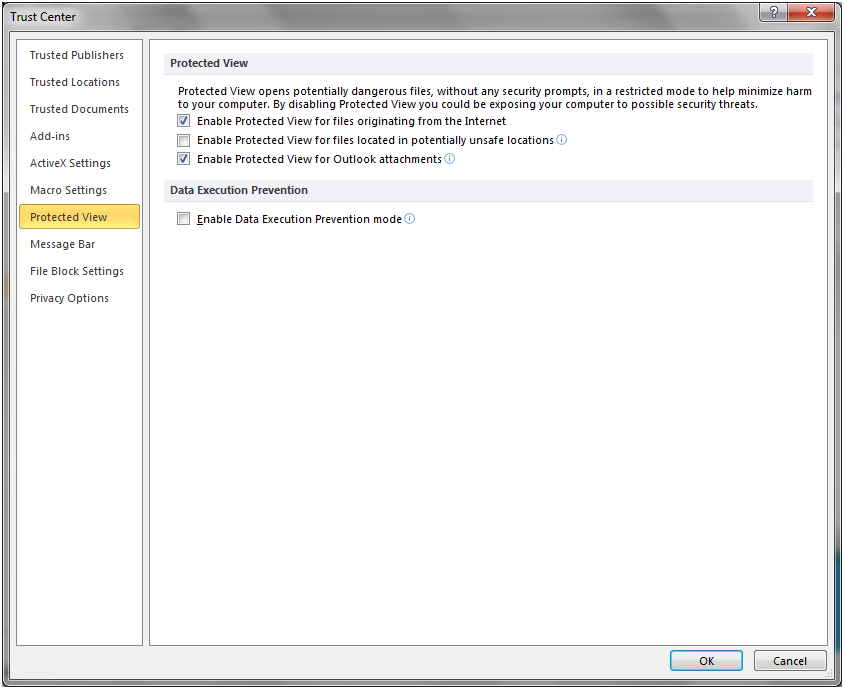 Trust Center
?
Trusted Publishers
Trusted Locations
Trusted Documents
Add-ins
ActiveX Settings
Macro Settings
Protected View
Message Bar
File Block Settings
Privacy Options
Protected View
Protected View opens potentially dangerous files, without any security prompts, in a restricted mode to help minimize harm
to your computer. By disabling Protected View you could be exposing your computer to possible security threats.
Enable Protected View for files originating from the Internet
Enable Protected View for files located in potentially unsafe locations
Enable Protected View for Outlook attachments
Data Execution Prevention
Enable Data Execution Prevention mode
OK
Cancel